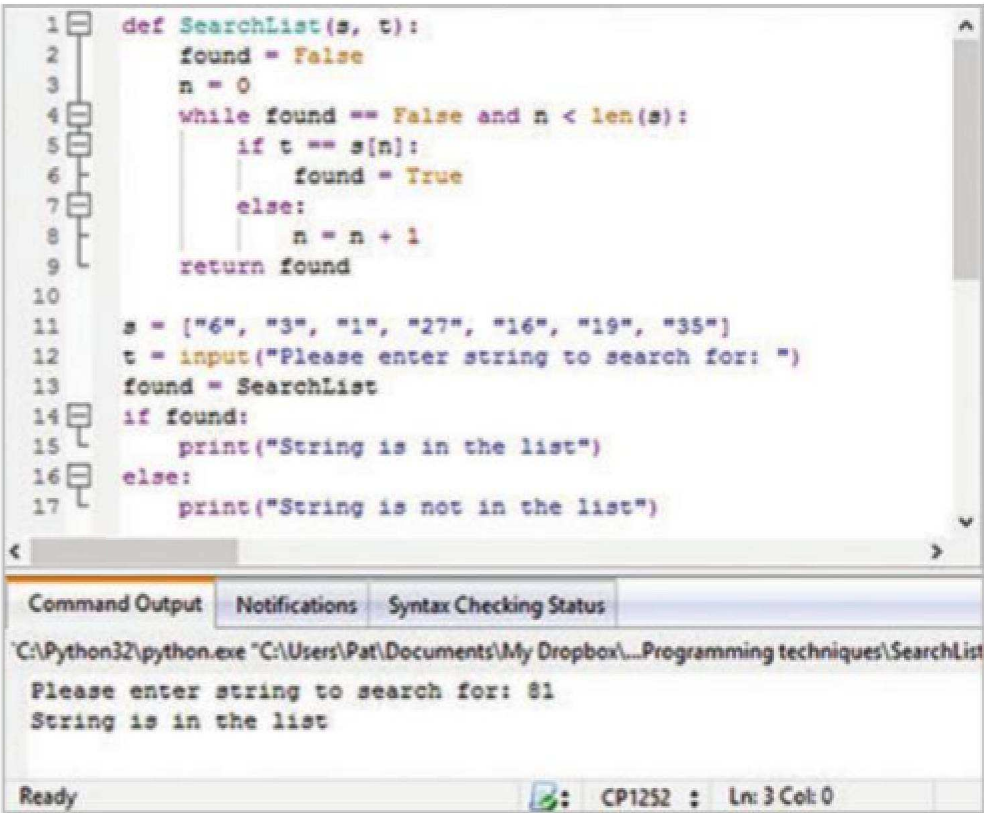 1 def SearchList(s, t):
2 found = False
3 n = 0
4 while found == False and n < len(s):
5 if t == s[n]:
6 found = True
7 else:
8 n = n + 1
9 return found
10
11 s = ["6", "3", "1", "27", "16", "19", "35"]
12 t = input("Please enter string to search for: ")
13 found = SearchList
14 if found:
15 print("String is in the list")
16 else:
17 print("String is not in the list")
Command Output Notifications Syntax Checking Status
"C:\Python32\python.exe "C:\Users\Pat\Documents\My Dropbox\...Programming techniques\SearchList
Please enter string to search for: 81
String is in the list
Ready CP1252 : Ln: 3 Col: 0